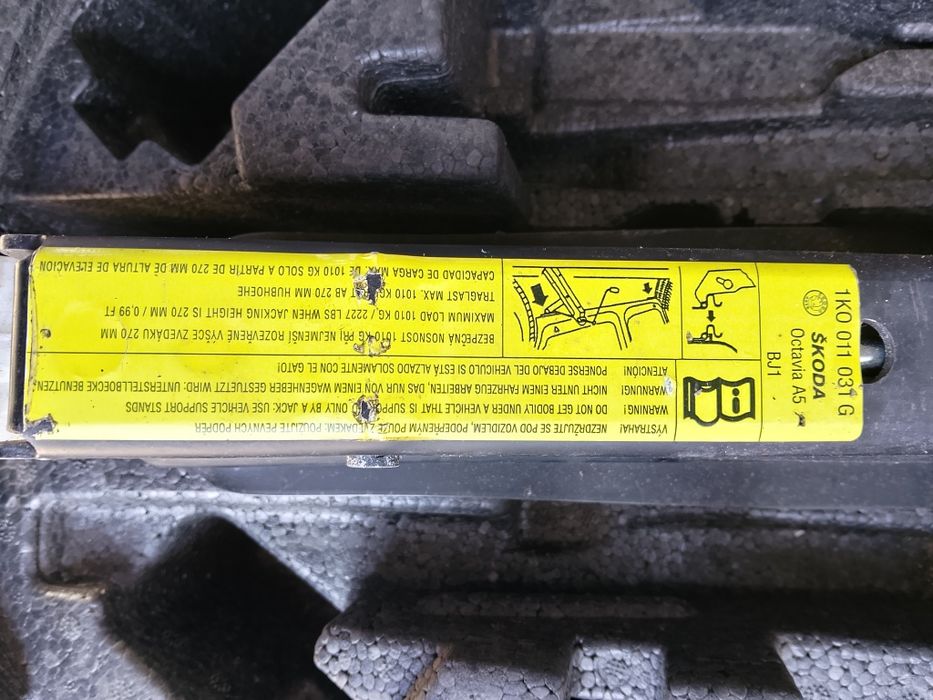 1K0 011 031 G
ŠKODA
Octavia A5
BJ1
VÝSTRAHA! NEZDRŽUJTE SE POD VOZIDLEM, PODEPŘENÝM POUZE ZVEDÁKEM: POUŽIJTE PEVNÝCH PODPĚR
WARNING! DO NOT GET BODILY UNDER A VEHICLE THAT IS SUPPORTED ONLY BY A JACK: USE VEHICLE SUPPORT STANDS
WARNUNG! NICHT UNTER EINEM FAHRZEUG ARBEITEN, DAS NUR VON EINEM WAGENHEBER GESTUETZT WIRD: UNTERSTELLBOECKE BENUTZEN
ATENCIÓN! PONERSE DEBAJO DEL VEHICULO SI ESTÁ ALZADO SOLAMENTE CON EL GATO!
BEZPEČNÁ NOSNOST 1010 KG PŘI NEJMENŠÍ ROZEVŘENÉ VÝŠCE ZVEDÁKU 270 MM
MAXIMUM LOAD 1010 KG / 2227 LBS WHEN JACKING HEIGHT IS 270 MM / 0.99 FT
TRAGLAST MAX. 1010 KG AB 270 MM HUBHOEHE
CAPACIDAD DE CARGA MAX. DE 1010 KG SOLO A PARTIR DE 270 MM DE ALTURA DE ELEVACION